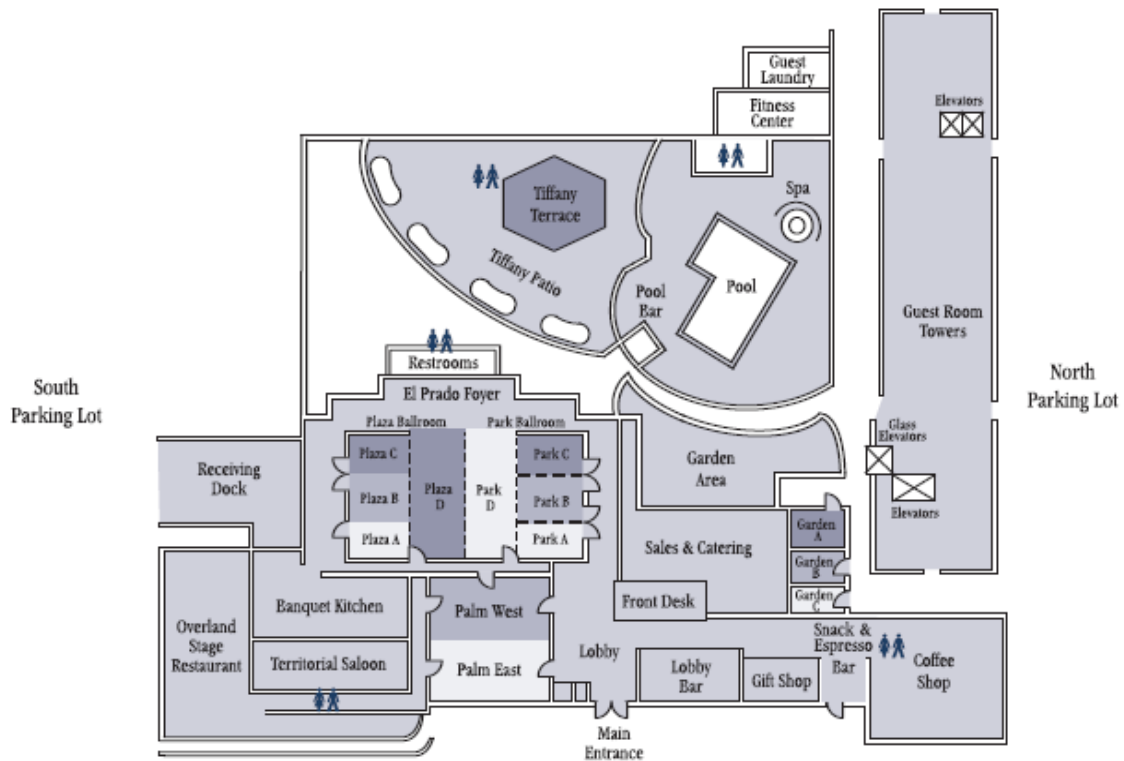 Guest
Laundry
Fitness
Center
Elevators
Spa
Tiffany
Terrace
Tiffany Patio
Pool
Pool
Bar
Guest Room
Towers
South
Parking Lot
North
Parking Lot
Restrooms
El Prado Foyer
Plaza Ballroom
Park Ballroom
Plaza C
Plaza B
Plaza A
Plaza
D
Park
D
Park C
Park B
Park A
Glass
Elevators
Elevators
Receiving
Dock
Garden
Area
Sales & Catering
Garden
A
Garden
B
Garden
C
Front Desk
Banquet Kitchen
Overland
Stage
Restaurant
Territorial Saloon
Palm West
Palm East
Lobby
Lobby
Bar
Gift Shop
Snack &
Espresso
Bar
Coffee
Shop
Main
Entrance